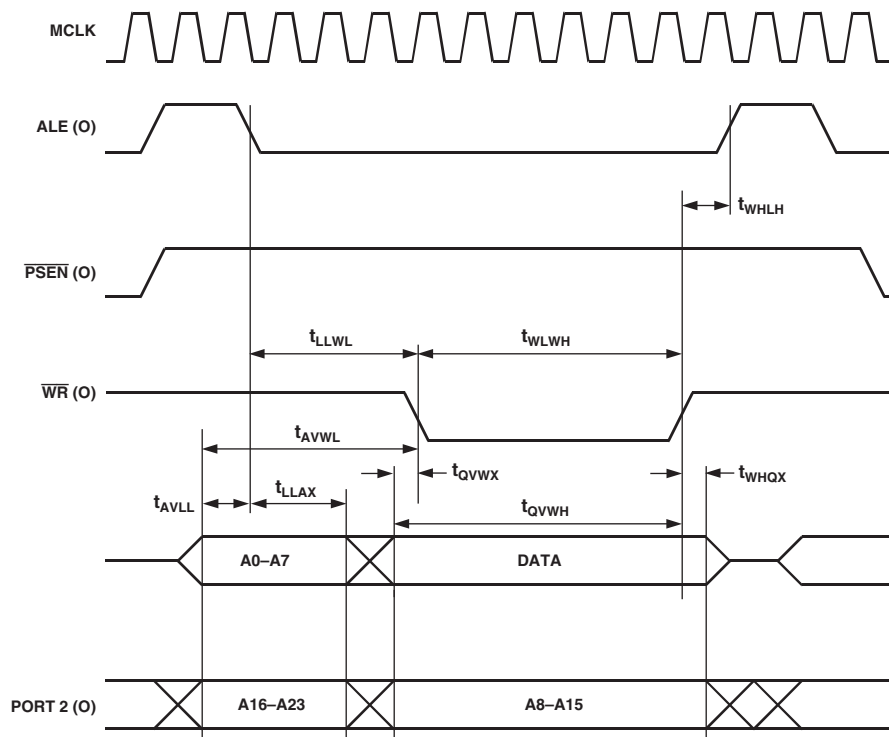 MCLK
ALE (O)
tWHLH
PSEN (O)
tLLWL
tWLWH
WR (O)
tAVWL
tQVWX
tWHQX
tAVLL
tLLAX
tQVWH
A0–A7
DATA
PORT 2 (O)
A16–A23
A8–A15